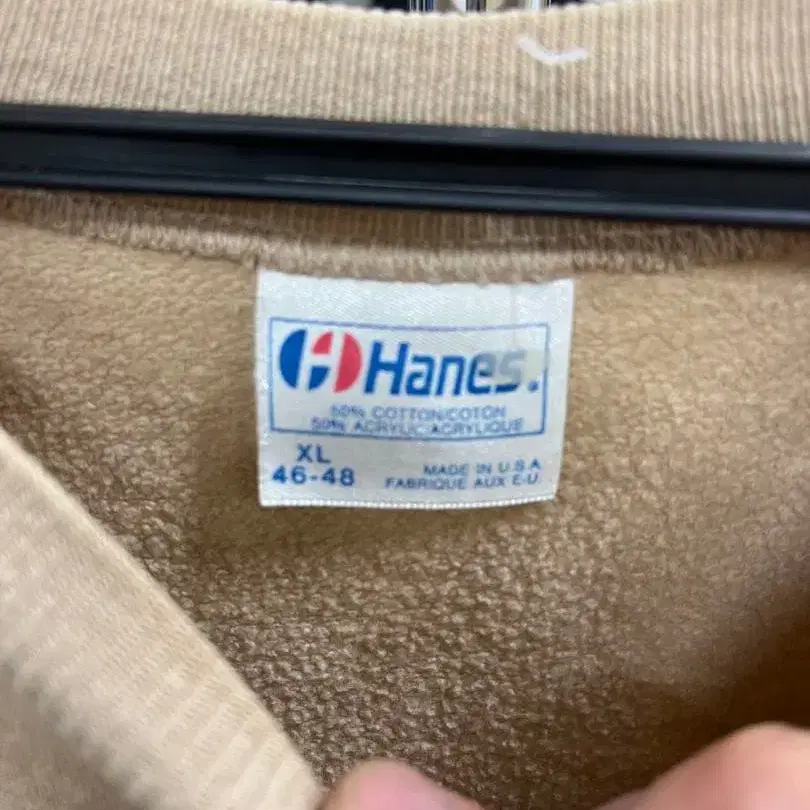 Hanes.
50% COTTON/COTON
50% ACRYLIC/ACRYLIQUE
XL
46-48
MADE IN U.S.A
FABRIQUE AUX E-U.